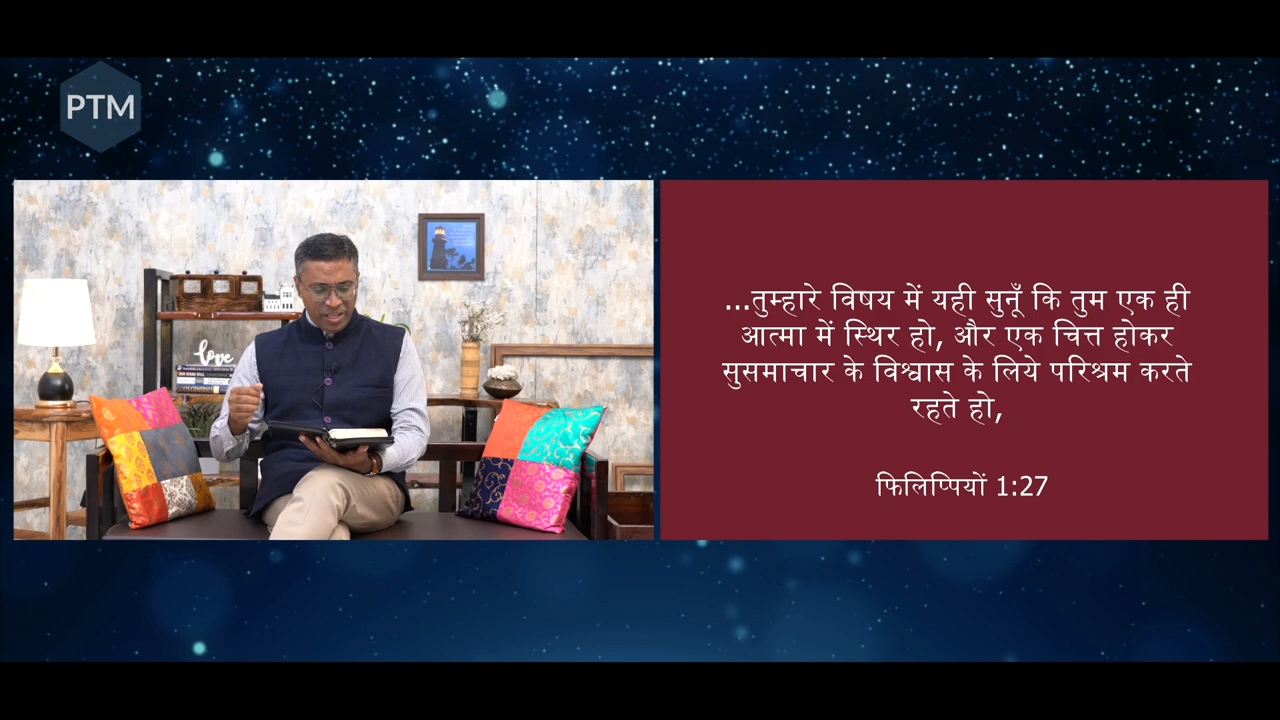 PTM
love
...तुम्हारे विषय में यही सुनूँ कि तुम एक ही
आत्मा में स्थिर हो, और एक चित्त होकर
सुसमाचार के विश्वास के लिये परिश्रम करते
रहते हो,
फिलिप्पियों 1:27